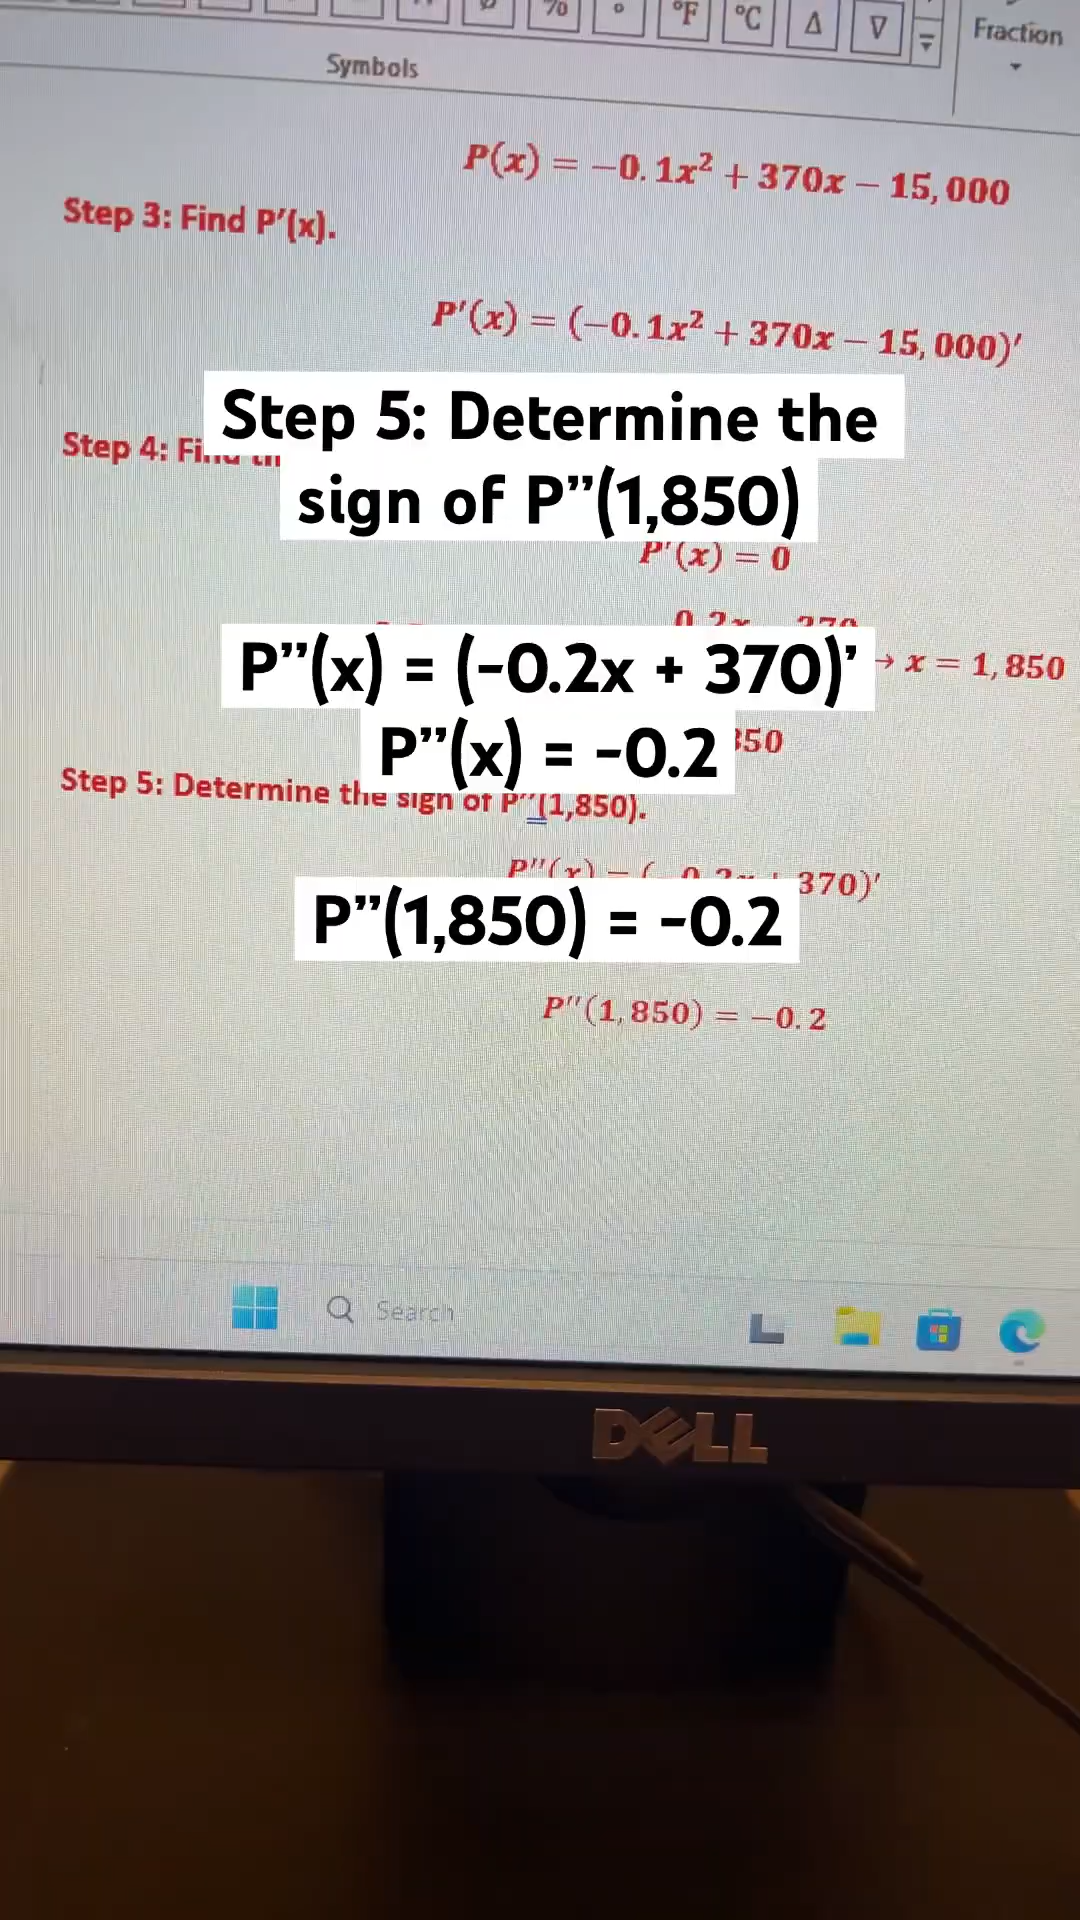 % ° °F °C ∆ ∇
Fraction
Symbols
P(x) = −0.1x² + 370x − 15,000
Step 3: Find P′(x).
P′(x) = (−0.1x² + 370x − 15,000)′
Step 5: Determine the
sign of P”(1,850)
Step 4:
P′(x) = 0
P”(x) = (-0.2x + 370)’
→ x = 1,850
P”(x) = -0.2
Step 5: Determine the sign of P′′(1,850).
370)′
P”(1,850) = -0.2
P′′(1,850) = −0.2
Search
DELL